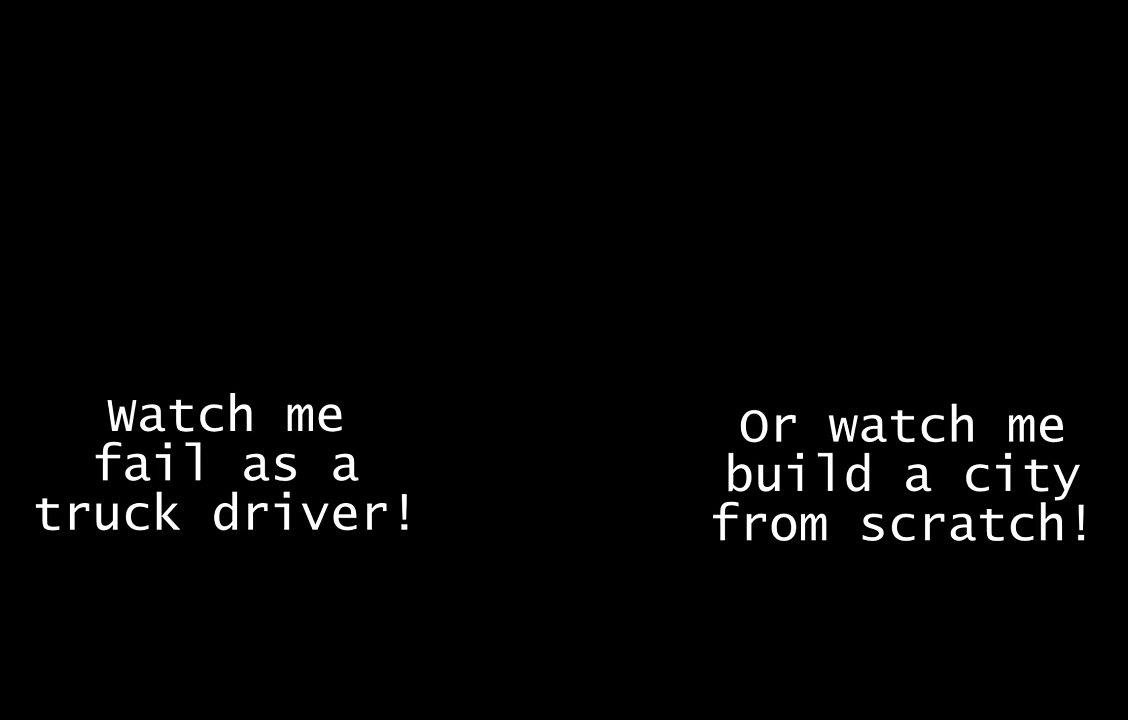 Watch me
fail as a
truck driver!
Or watch me
build a city
from scratch!